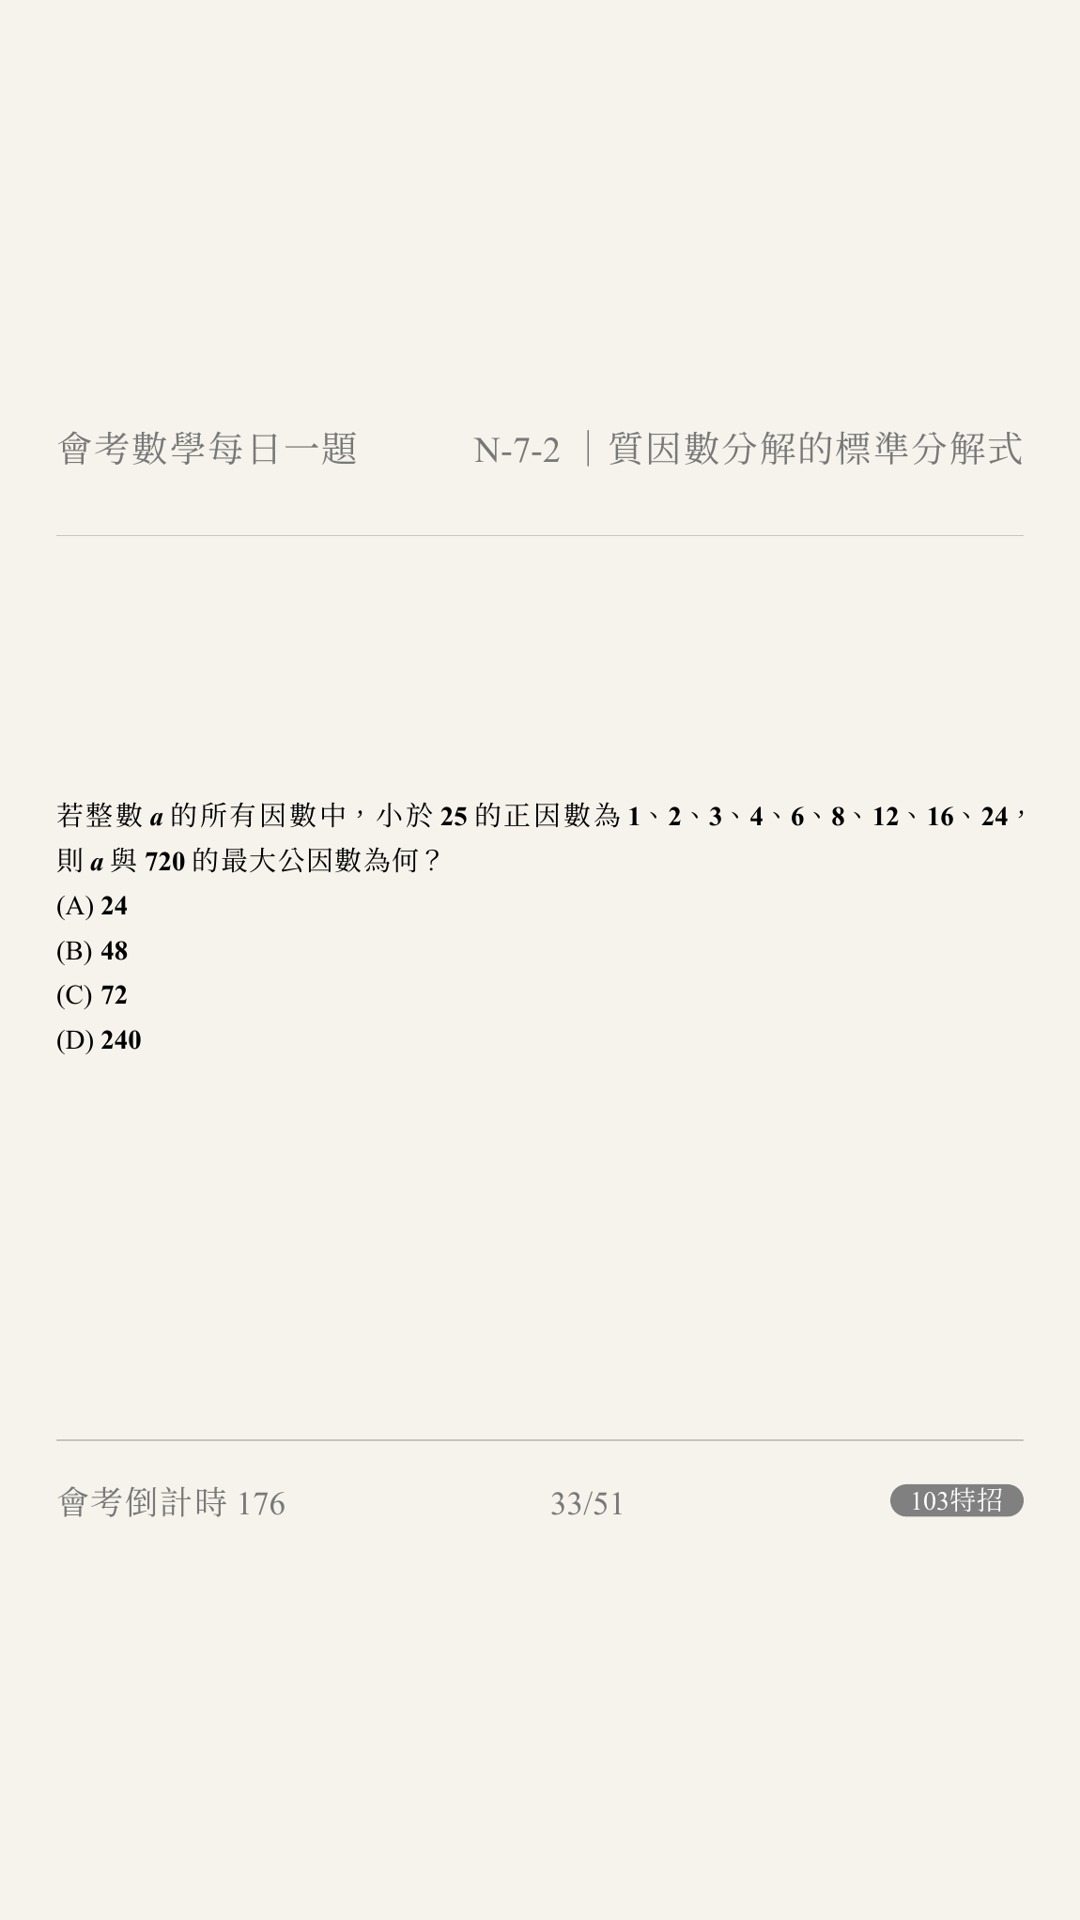 會考數學每日一題
N-7-2｜質因數分解的標準分解式
若整數 a 的所有因數中，小於 25 的正因數為 1、2、3、4、6、8、12、16、24，
則 a 與 720 的最大公因數為何？
(A) 24
(B) 48
(C) 72
(D) 240
會考倒計時 176
33/51
103特招